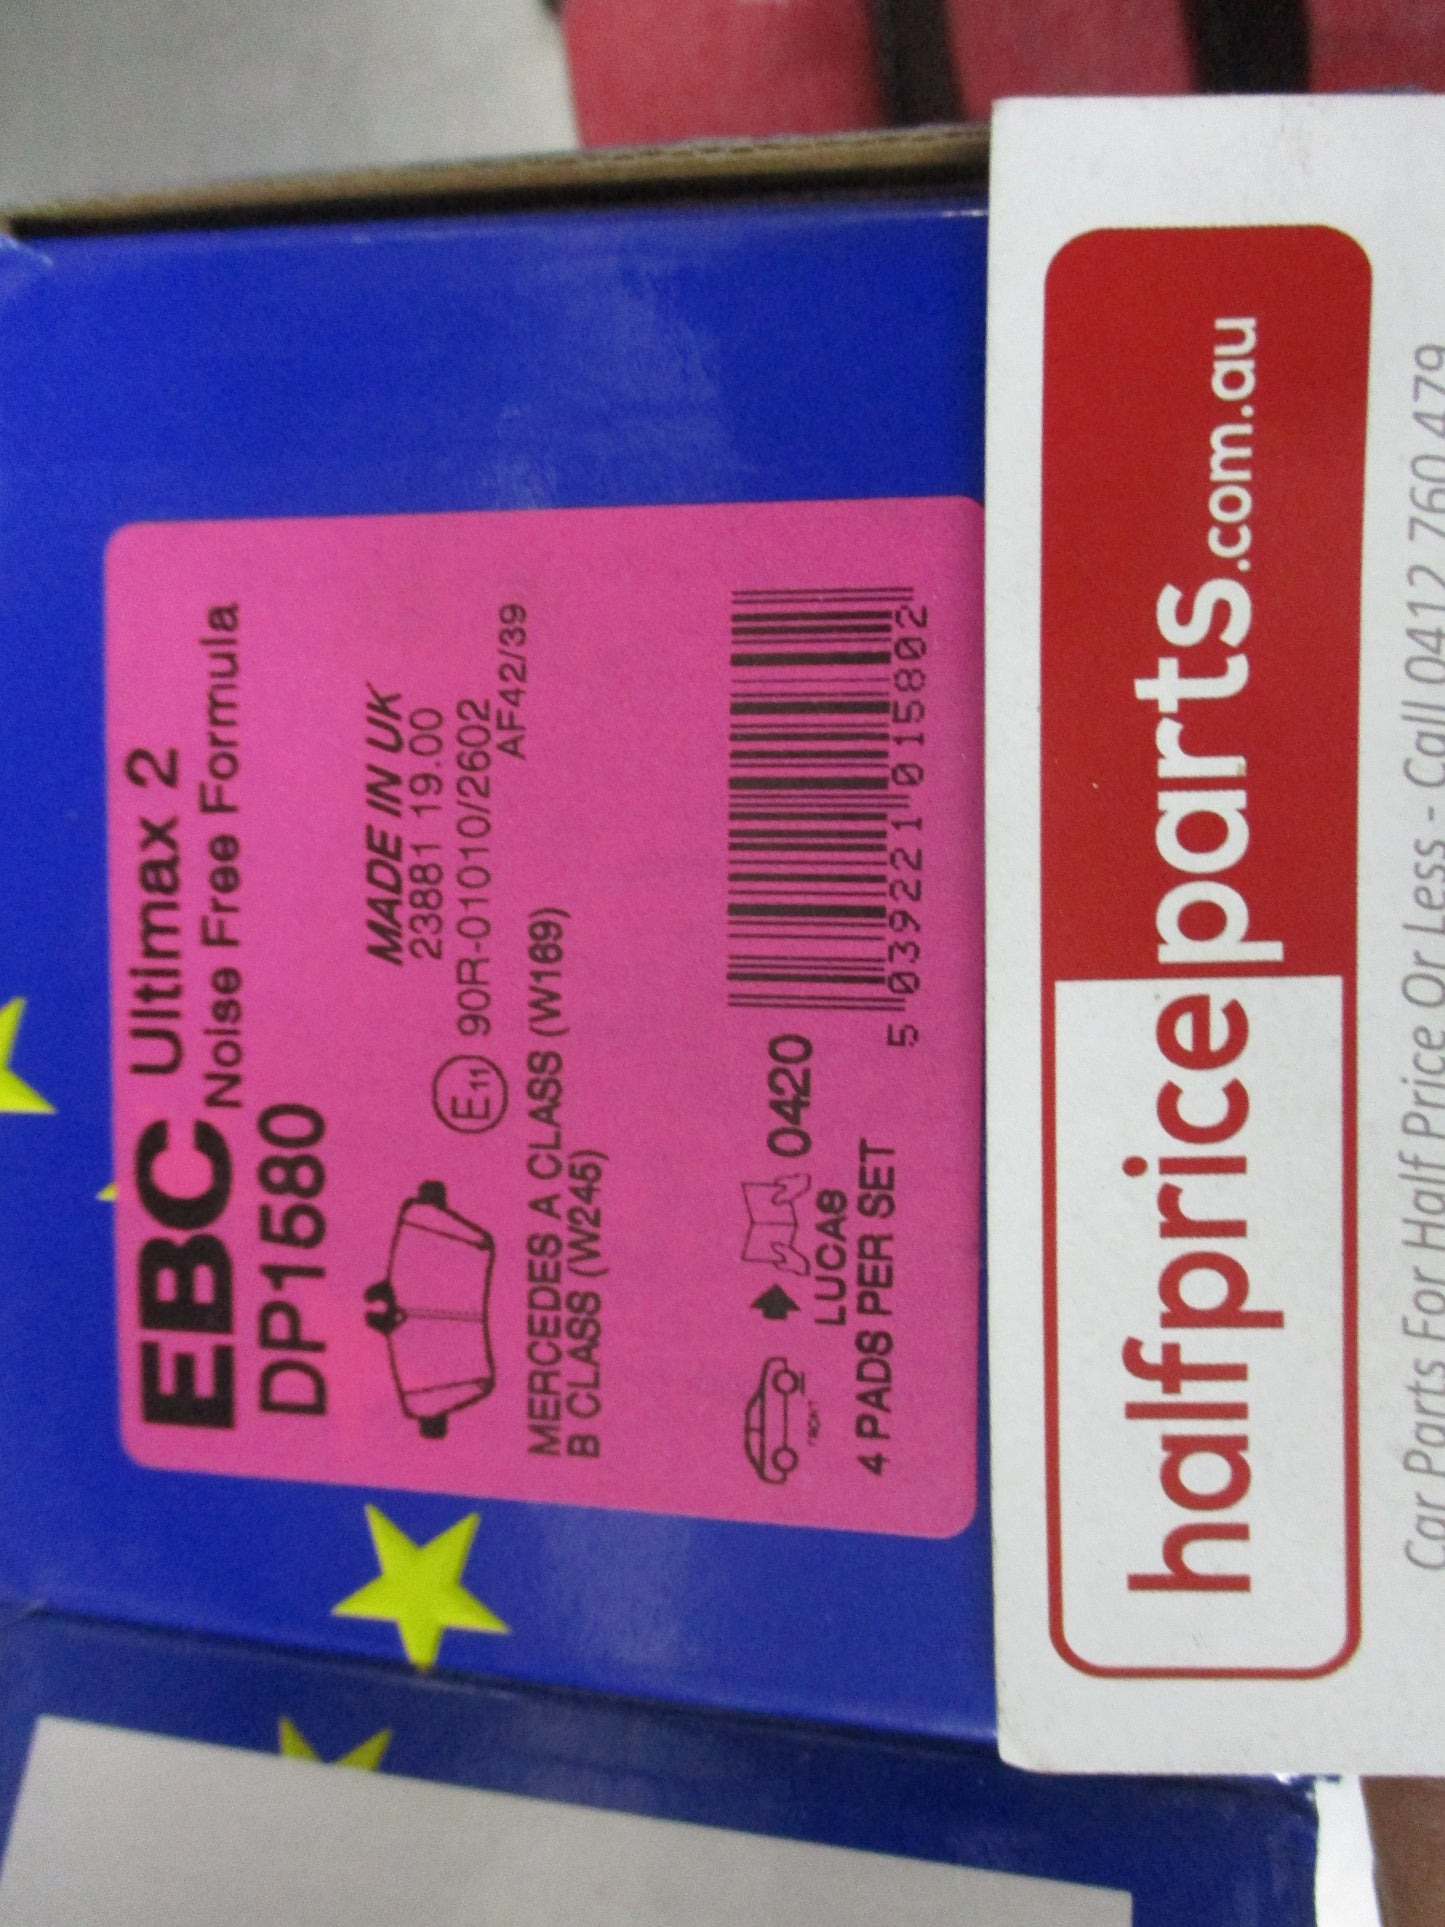 EBC Ultimax 2
Noise Free Formula
DP1580
MADE IN UK
23881 19.00
E11 90R-01010/2602
AF42/39
MERCEDES A CLASS (W169)
B CLASS (W245)
FRONT
0420
LUCAS
4 PADS PER SET
5 039221 015802
halfpriceparts.com.au
Car Parts For Half Price Or Less - Call 0412 760 479